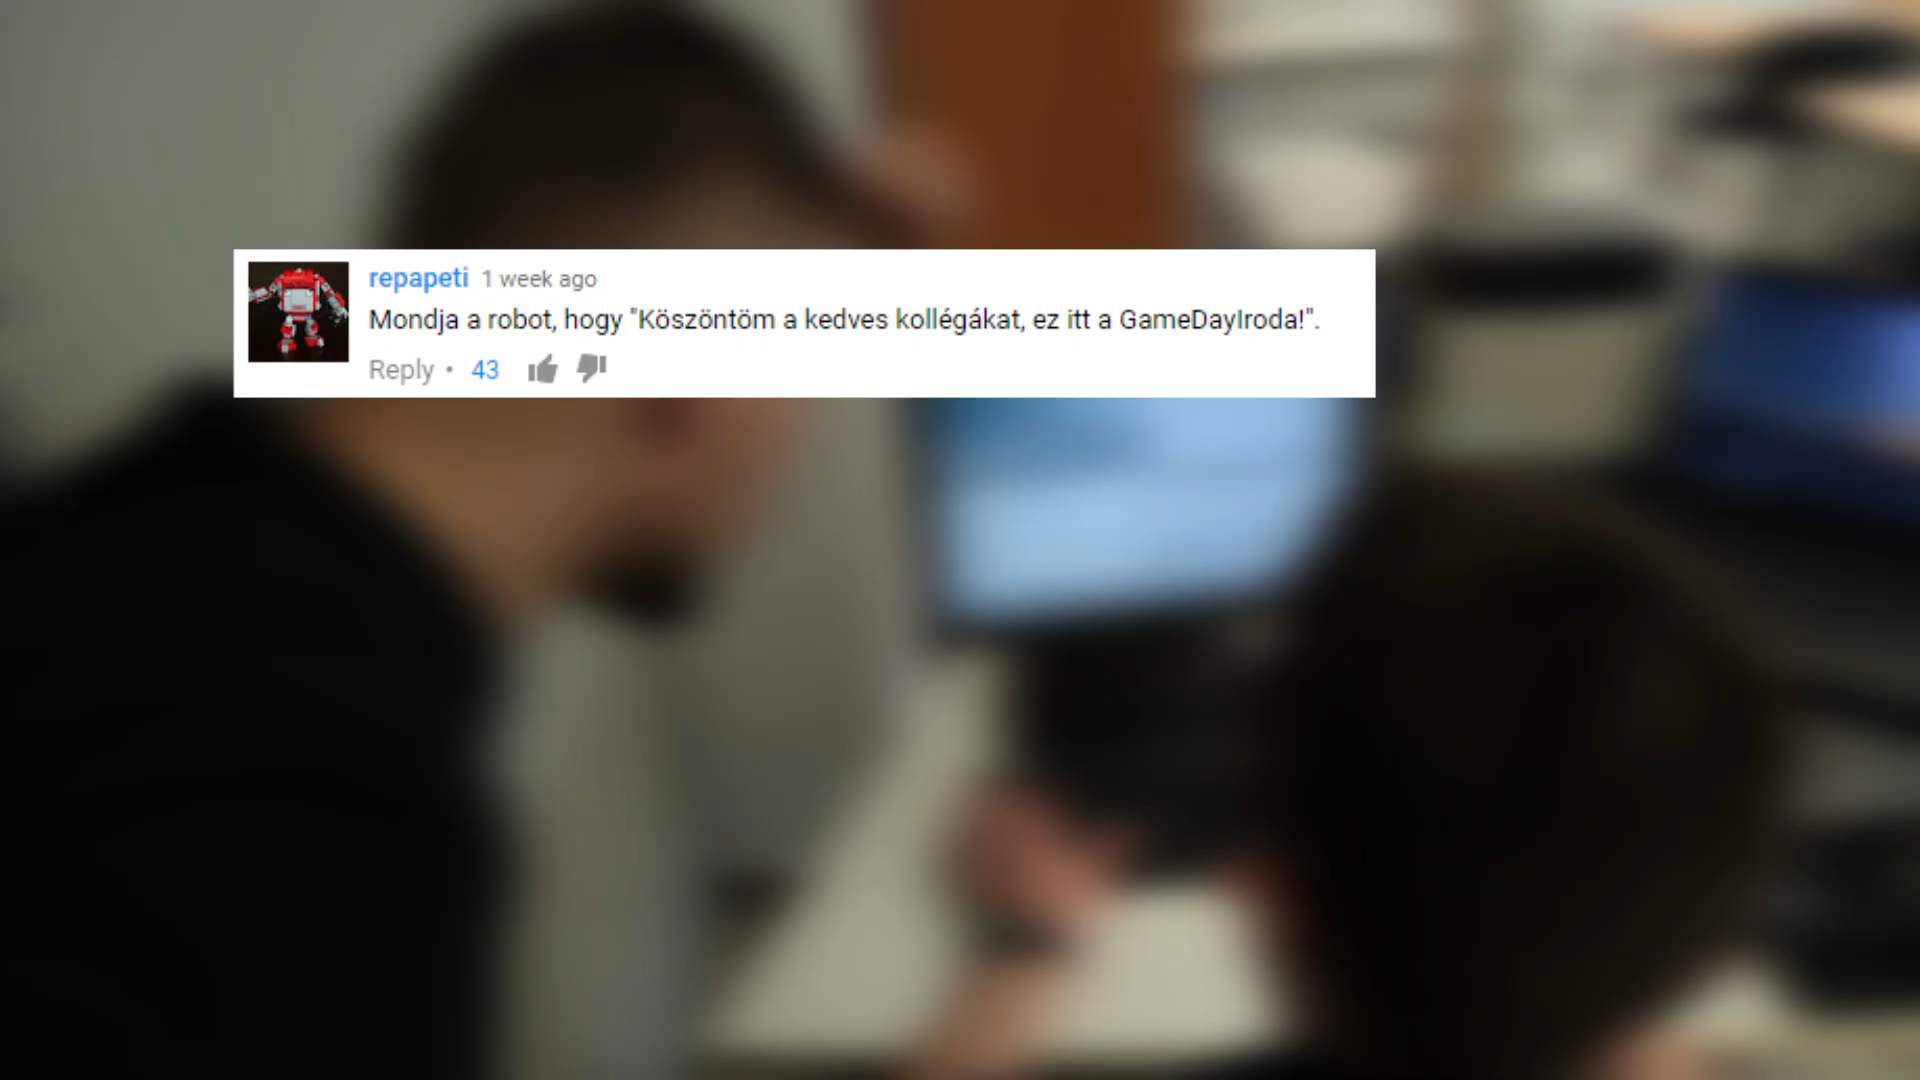 repapeti 1 week ago
Mondja a robot, hogy "Köszöntöm a kedves kollégákat, ez itt a GameDayIroda!".
Reply • 43